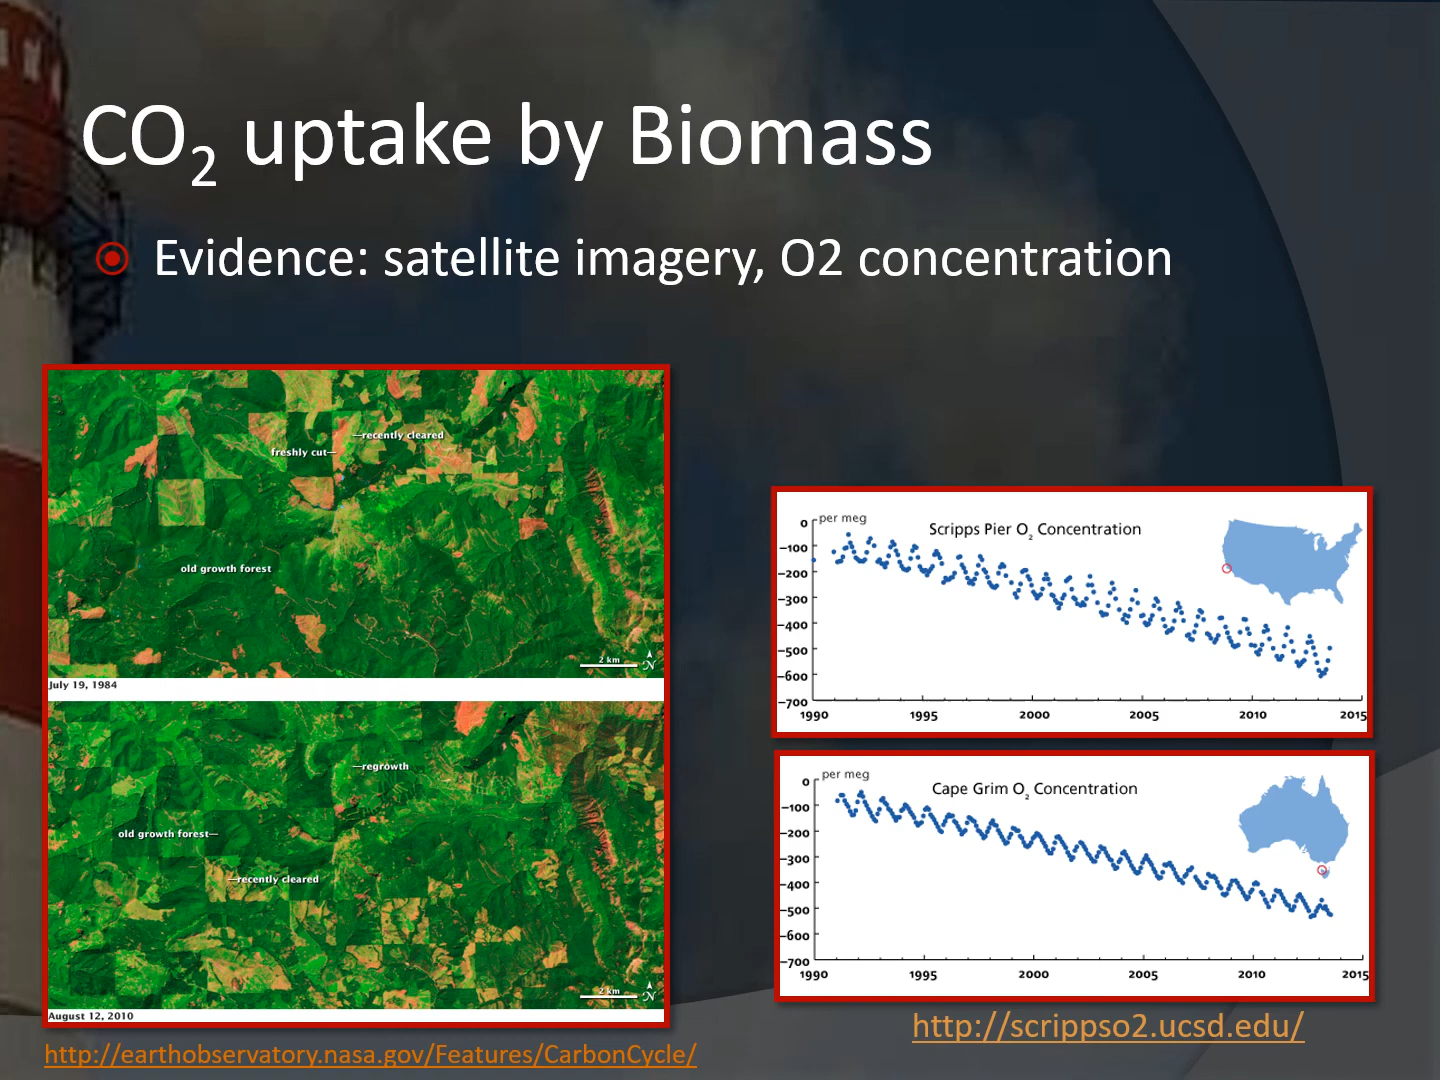 CO2 uptake by Biomass
Evidence: satellite imagery, O2 concentration
recently cleared
freshly cut
old growth forest
2 km
N
July 19, 1984
regrowth
old growth forest
recently cleared
2 km
N
August 12, 2010
http://earthobservatory.nasa.gov/Features/CarbonCycle/
per meg
Scripps Pier O2 Concentration
0
−100
−200
−300
−400
−500
−600
−700
1990 1995 2000 2005 2010 2015
per meg
Cape Grim O2 Concentration
0
−100
−200
−300
−400
−500
−600
−700
1990 1995 2000 2005 2010 2015
http://scrippso2.ucsd.edu/